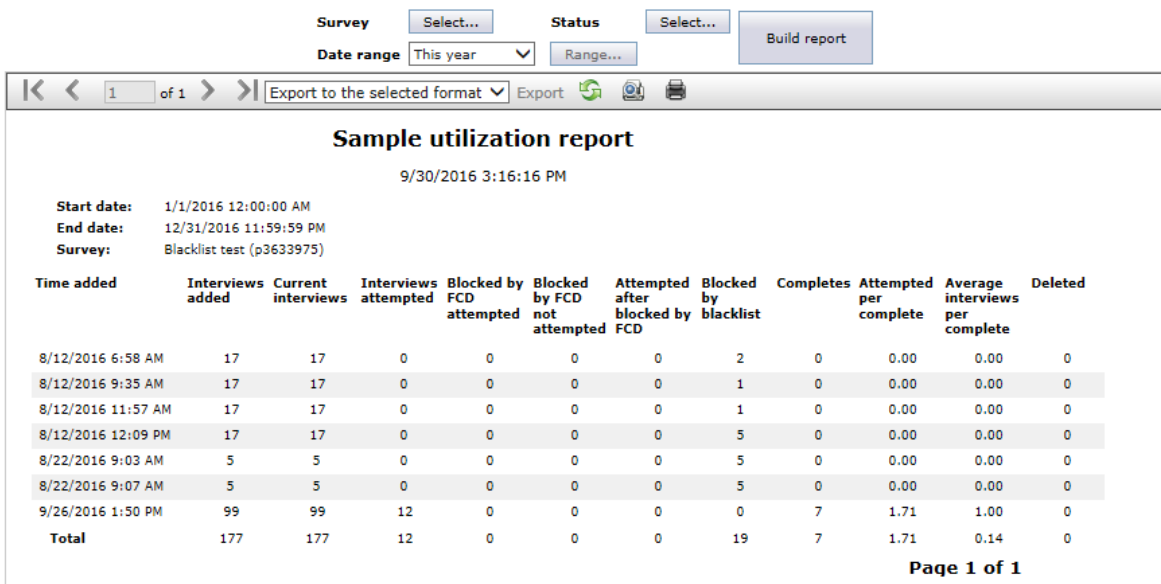 Survey Select... Status Select... Build report
Date range This year Range...
1 of 1 Export to the selected format Export
Sample utilization report
9/30/2016 3:16:16 PM
Start date: 1/1/2016 12:00:00 AM
End date: 12/31/2016 11:59:59 PM
Survey: Blacklist test (p3633975)
Time added Interviews Current Interviews Blocked by Blocked Attempted Blocked Completes Attempted Average Deleted
added interviews attempted FCD by FCD after by per interviews
attempted not blocked by blacklist complete per
attempted FCD complete
8/12/2016 6:58 AM 17 17 0 0 0 0 2 0 0.00 0.00 0
8/12/2016 9:35 AM 17 17 0 0 0 0 1 0 0.00 0.00 0
8/12/2016 11:57 AM 17 17 0 0 0 0 1 0 0.00 0.00 0
8/12/2016 12:09 PM 17 17 0 0 0 0 5 0 0.00 0.00 0
8/22/2016 9:03 AM 5 5 0 0 0 0 5 0 0.00 0.00 0
8/22/2016 9:07 AM 5 5 0 0 0 0 5 0 0.00 0.00 0
9/26/2016 1:50 PM 99 99 12 0 0 0 0 7 1.71 1.00 0
Total 177 177 12 0 0 0 19 7 1.71 0.14 0
Page 1 of 1